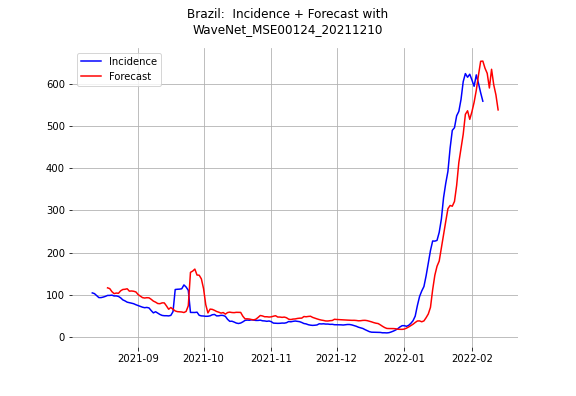 Brazil:  Incidence + Forecast with
WaveNet_MSE00124_20211210
Incidence
Forecast
600
500
400
300
200
100
0
2021-09 2021-10 2021-11 2021-12 2022-01 2022-02